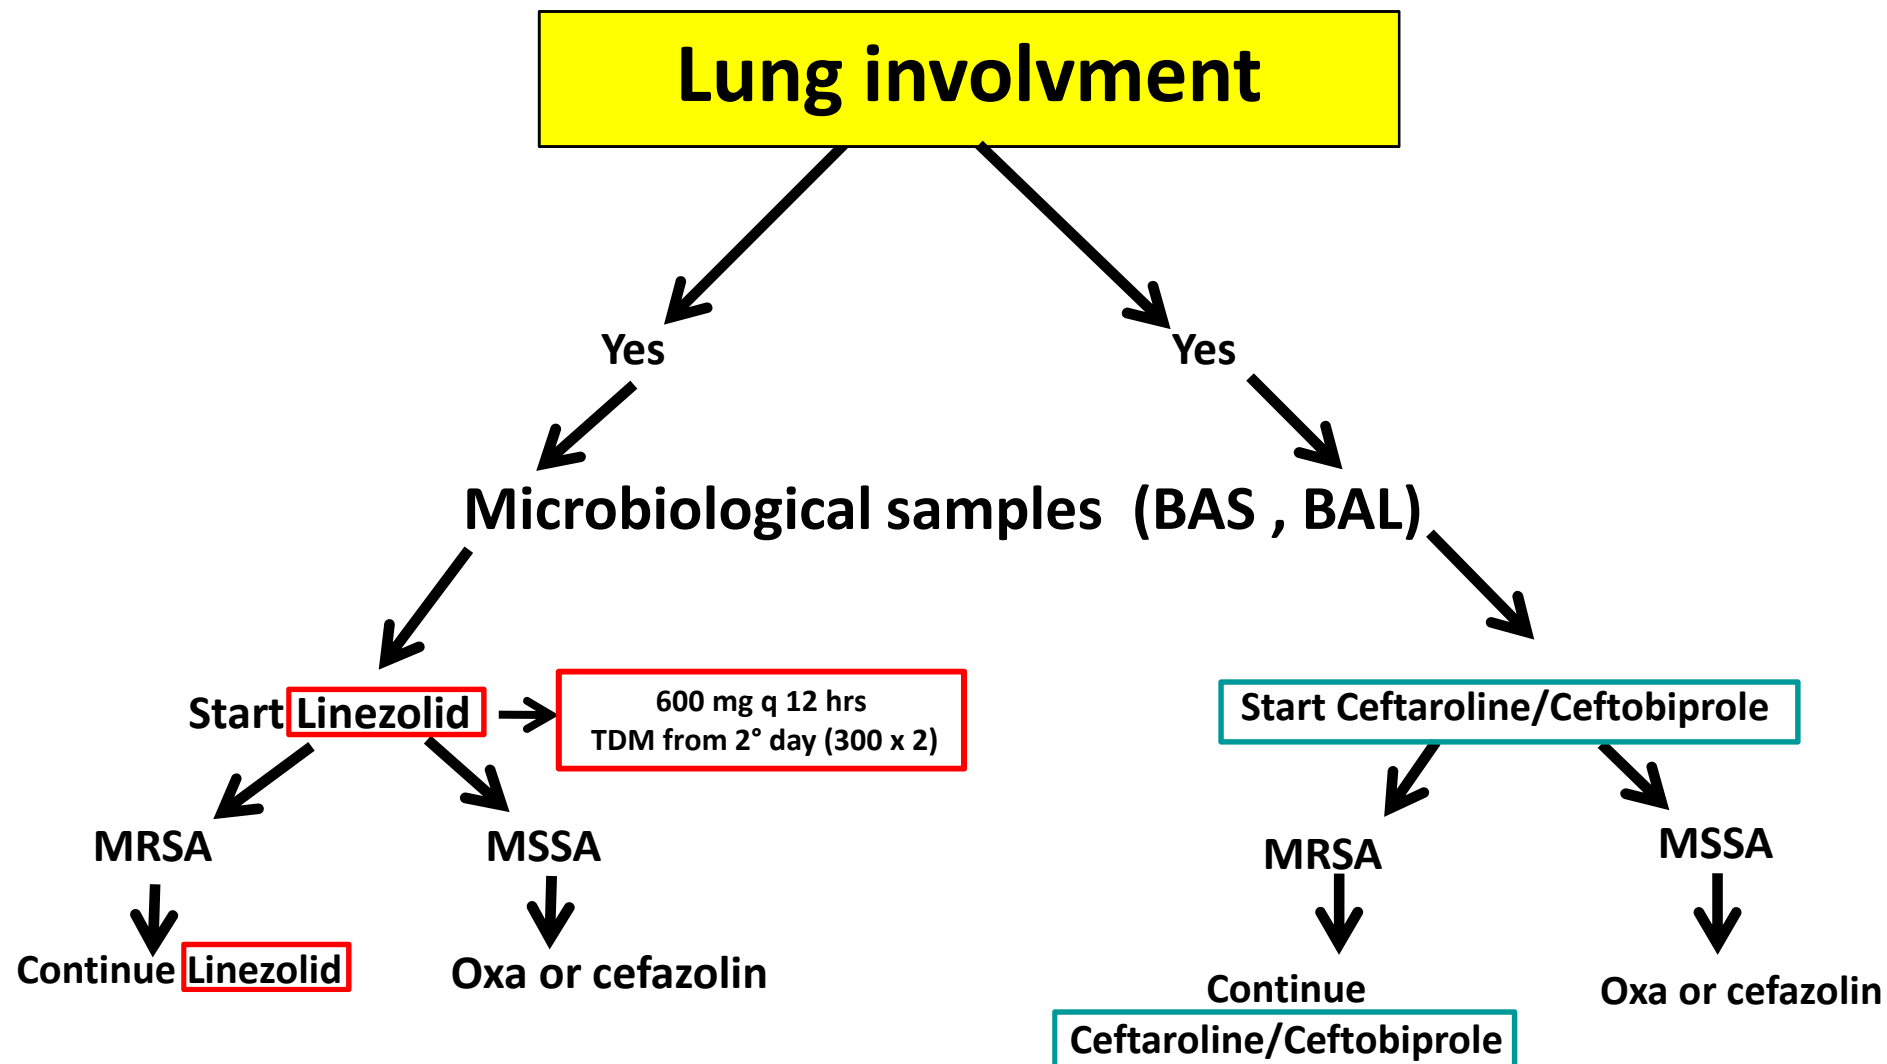 Lung involvment
Yes
Yes
Microbiological samples (BAS , BAL)
Start Linezolid
600 mg q 12 hrs
TDM from 2° day (300 x 2)
Start Ceftaroline/Ceftobiprole
MRSA
MSSA
MRSA
MSSA
Continue Linezolid
Oxa or cefazolin
Continue
Ceftaroline/Ceftobiprole
Oxa or cefazolin